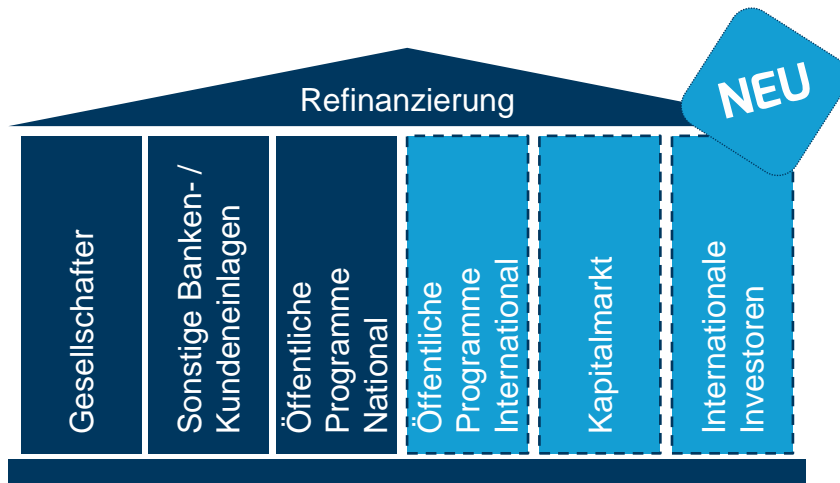 Refinanzierung
NEU
Gesellschafter
Sonstige Banken- /
Kundeneinlagen
Öffentliche
Programme
National
Öffentliche
Programme
International
Kapitalmarkt
Internationale
Investoren